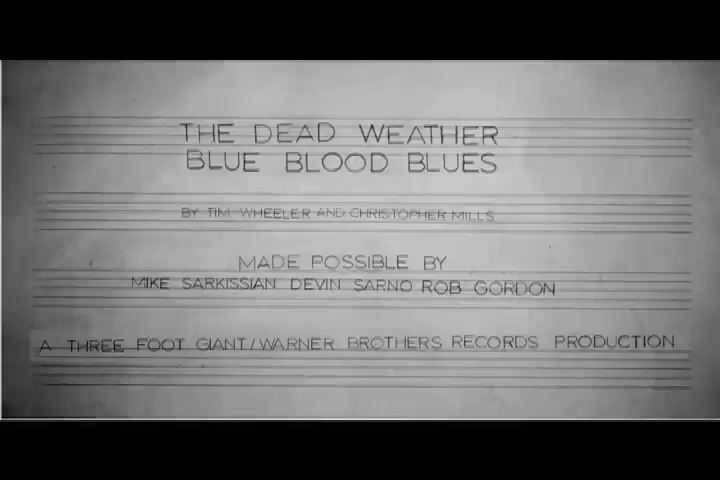 THE DEAD WEATHER
BLUE BLOOD BLUES
BY TIM WHEELER AND CHRISTOPHER MILLS
MADE POSSIBLE BY
MIKE SARKISSIAN DEVIN SARNO ROB GORDON
A THREE FOOT GIANT/WARNER BROTHERS RECORDS PRODUCTION